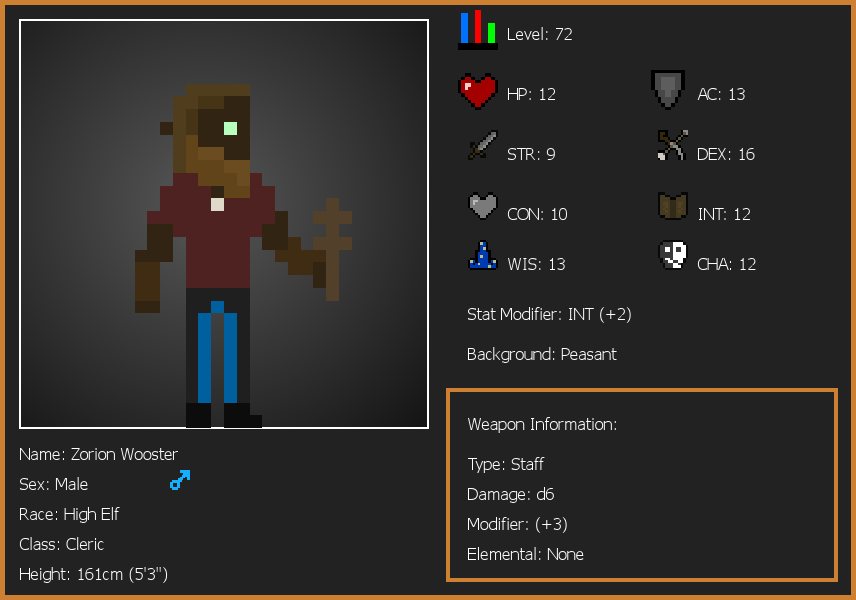 Level: 72
HP: 12
AC: 13
STR: 9
DEX: 16
CON: 10
INT: 12
WIS: 13
CHA: 12
Stat Modifier: INT (+2)
Background: Peasant
Weapon Information:
Type: Staff
Damage: d6
Modifier: (+3)
Elemental: None
Name: Zorion Wooster
Sex: Male
Race: High Elf
Class: Cleric
Height: 161cm (5'3")